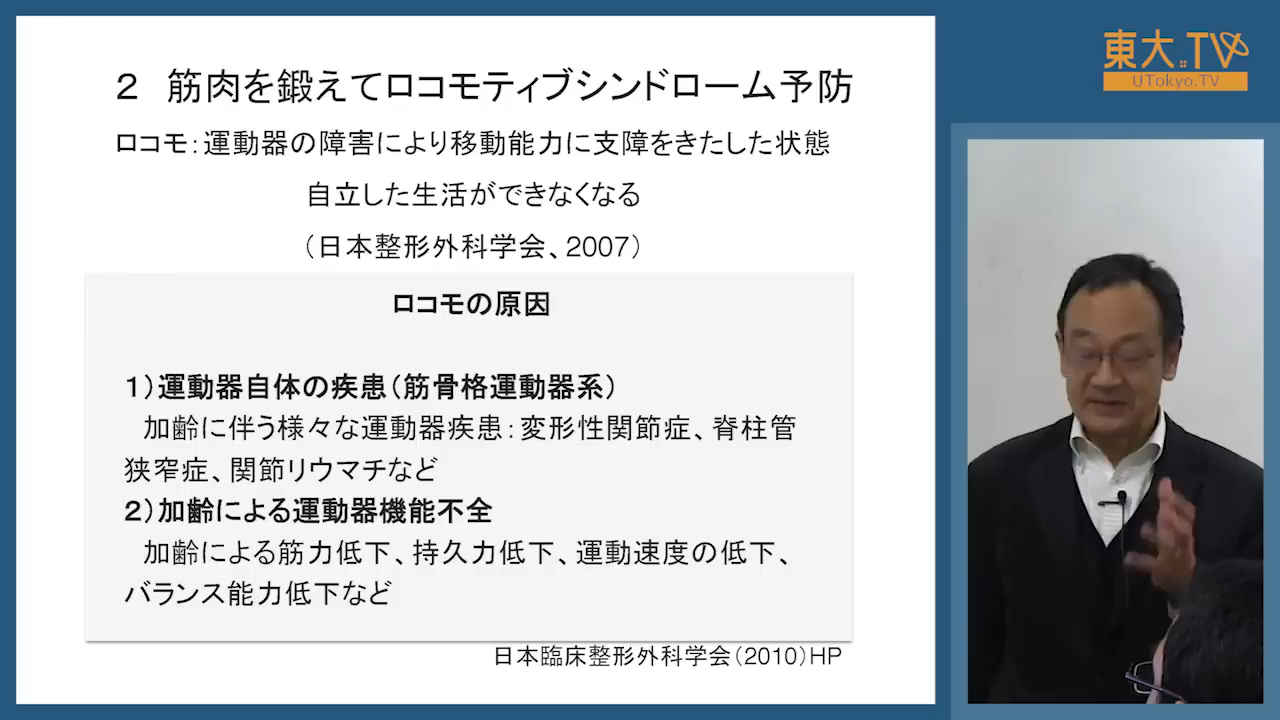 ２　筋肉を鍛えてロコモティブシンドローム予防
ロコモ：運動器の障害により移動能力に支障をきたした状態
自立した生活ができなくなる
（日本整形外科学会、2007）
ロコモの原因
１）運動器自体の疾患（筋骨格運動器系）
加齢に伴う様々な運動器疾患：変形性関節症、脊柱管
狭窄症、関節リウマチなど
２）加齢による運動器機能不全
加齢による筋力低下、持久力低下、運動速度の低下、
バランス能力低下など
日本臨床整形外科学会（2010）HP
東大.TV
UTokyo.TV